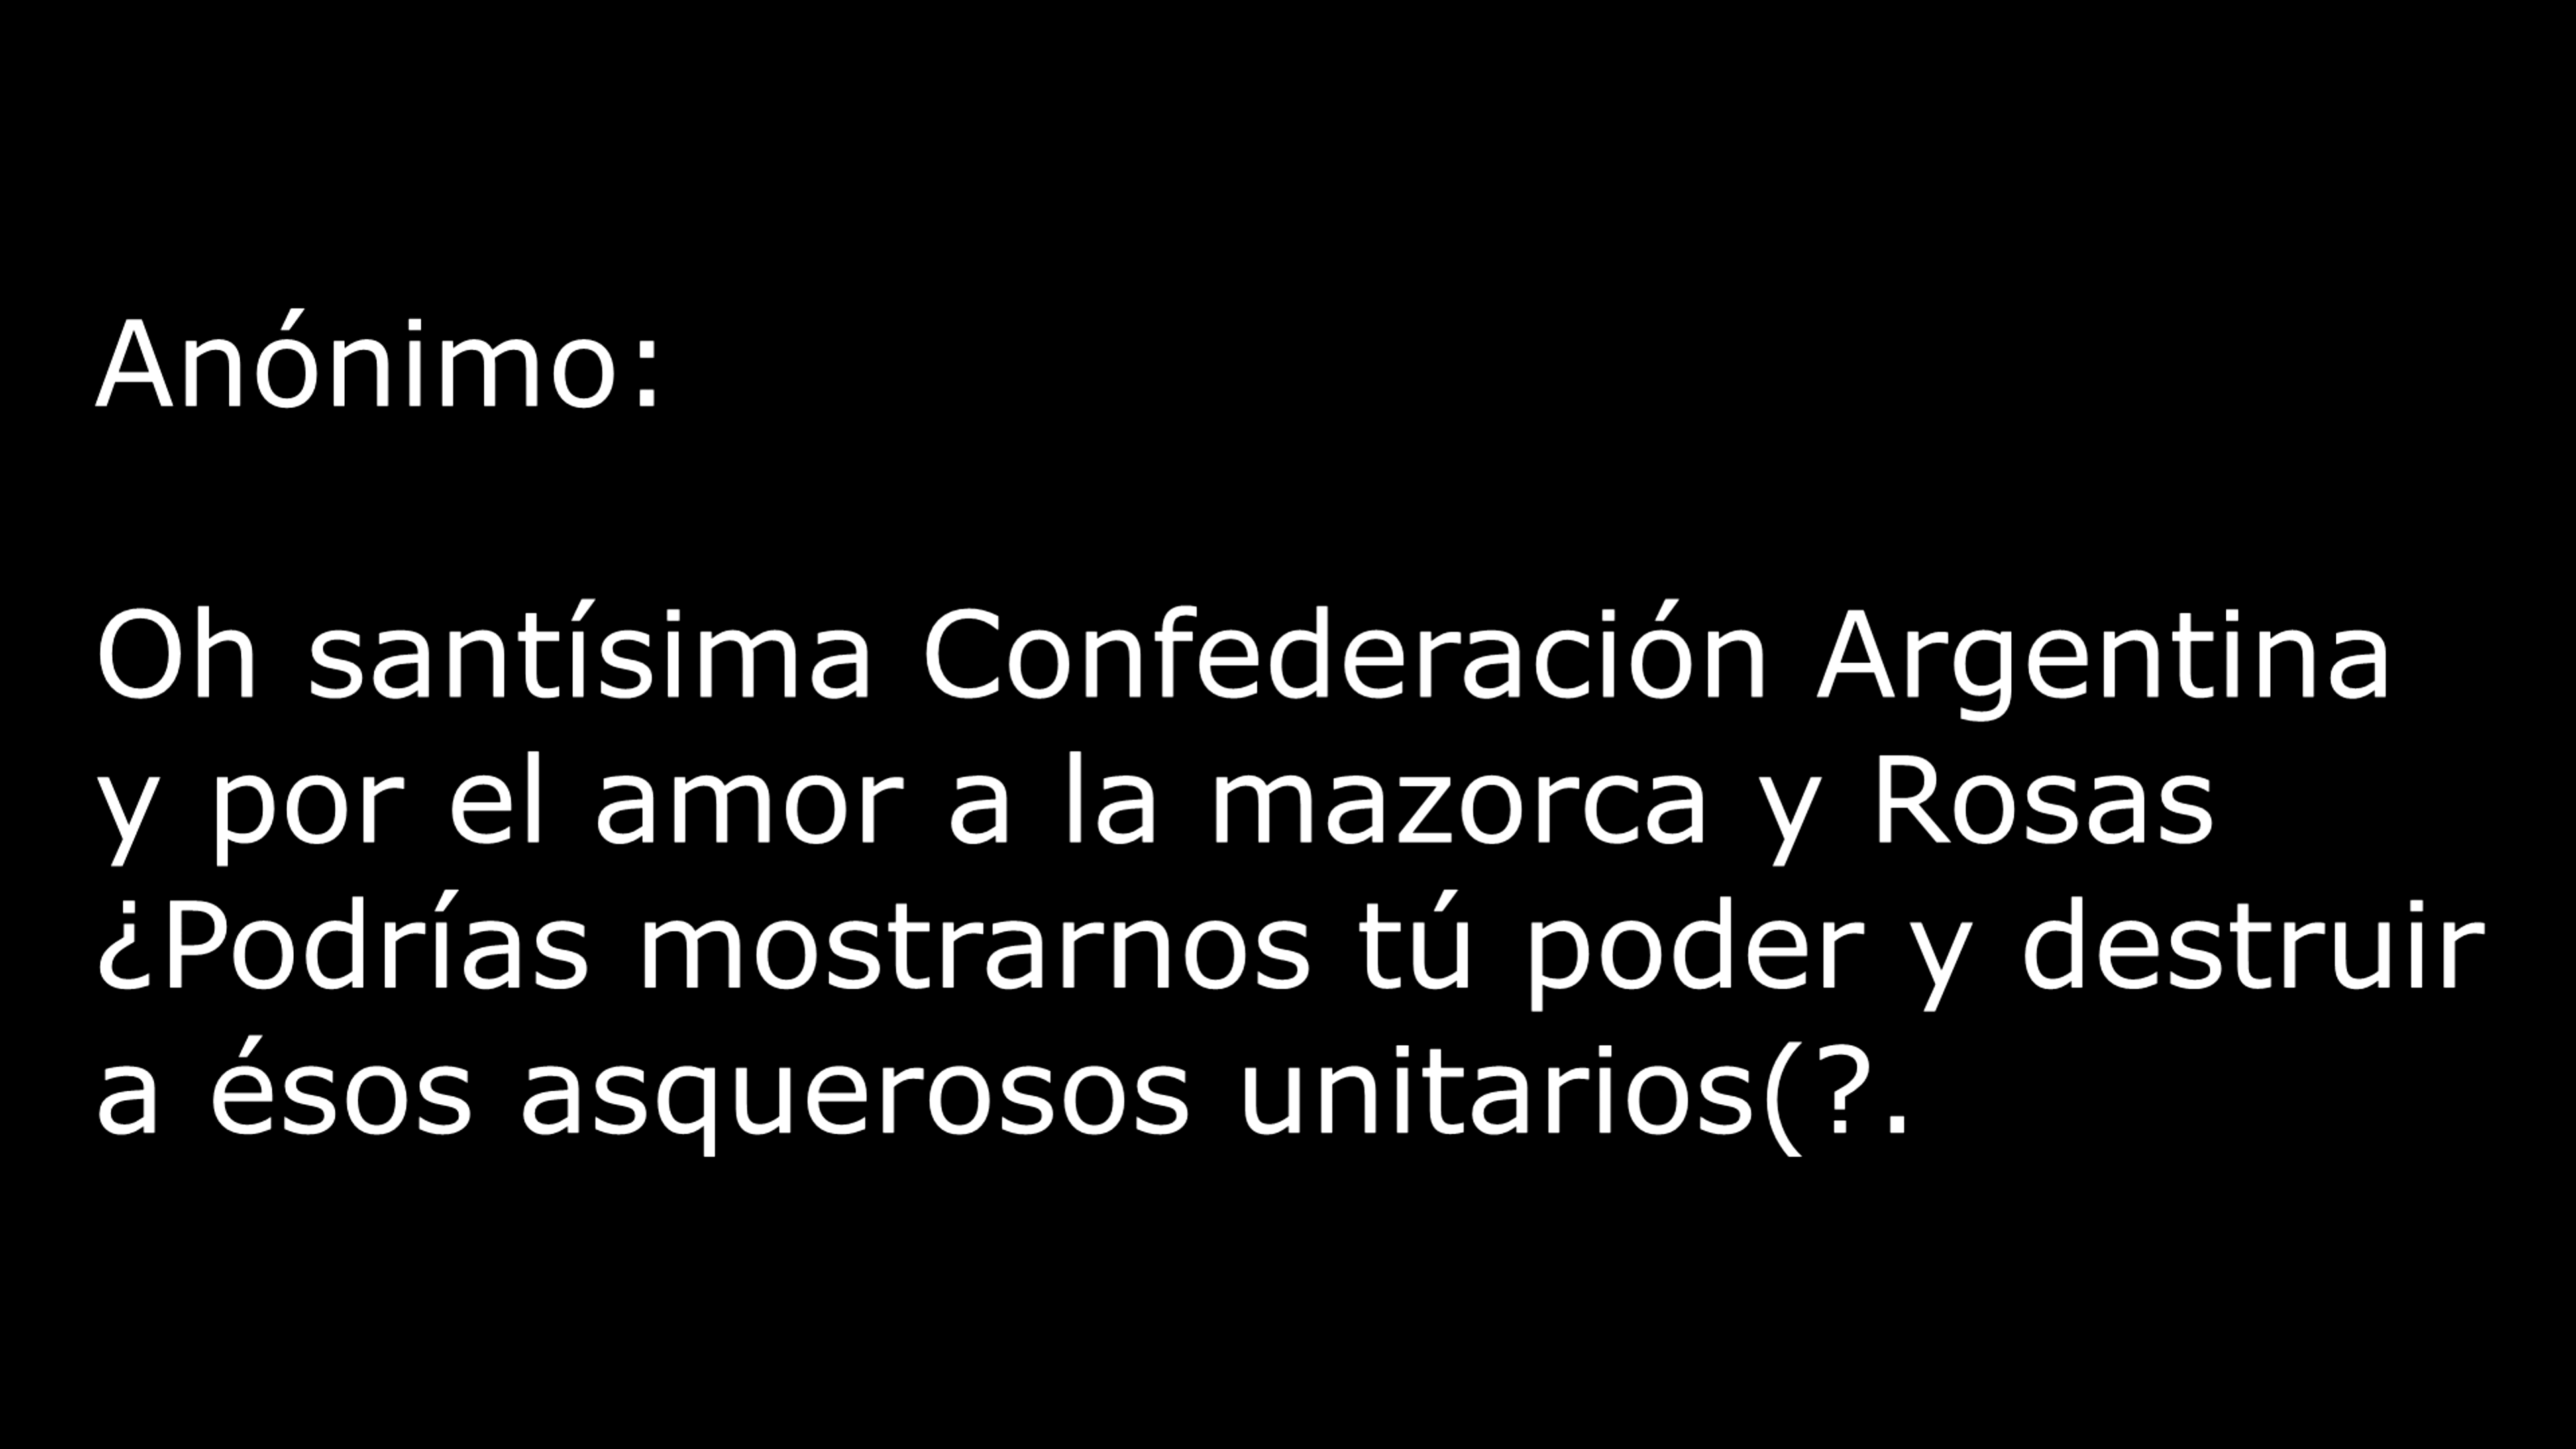 Anónimo:
Oh santísima Confederación Argentina
y por el amor a la mazorca y Rosas
¿Podrías mostrarnos tú poder y destruir
a ésos asquerosos unitarios(?.